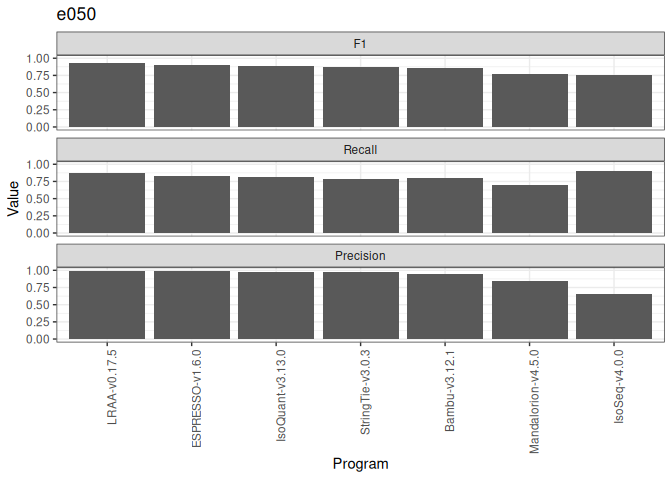 e050
F1
1.00
0.75
0.50
0.25
0.00
Recall
1.00
0.75
0.50
0.25
0.00
Value
Precision
1.00
0.75
0.50
0.25
0.00
LRAA-v0.17.5
ESPRESSO-v1.6.0
IsoQuant-v3.13.0
StringTie-v3.0.3
Bambu-v3.12.1
Mandalorion-v4.5.0
IsoSeq-v4.0.0
Program